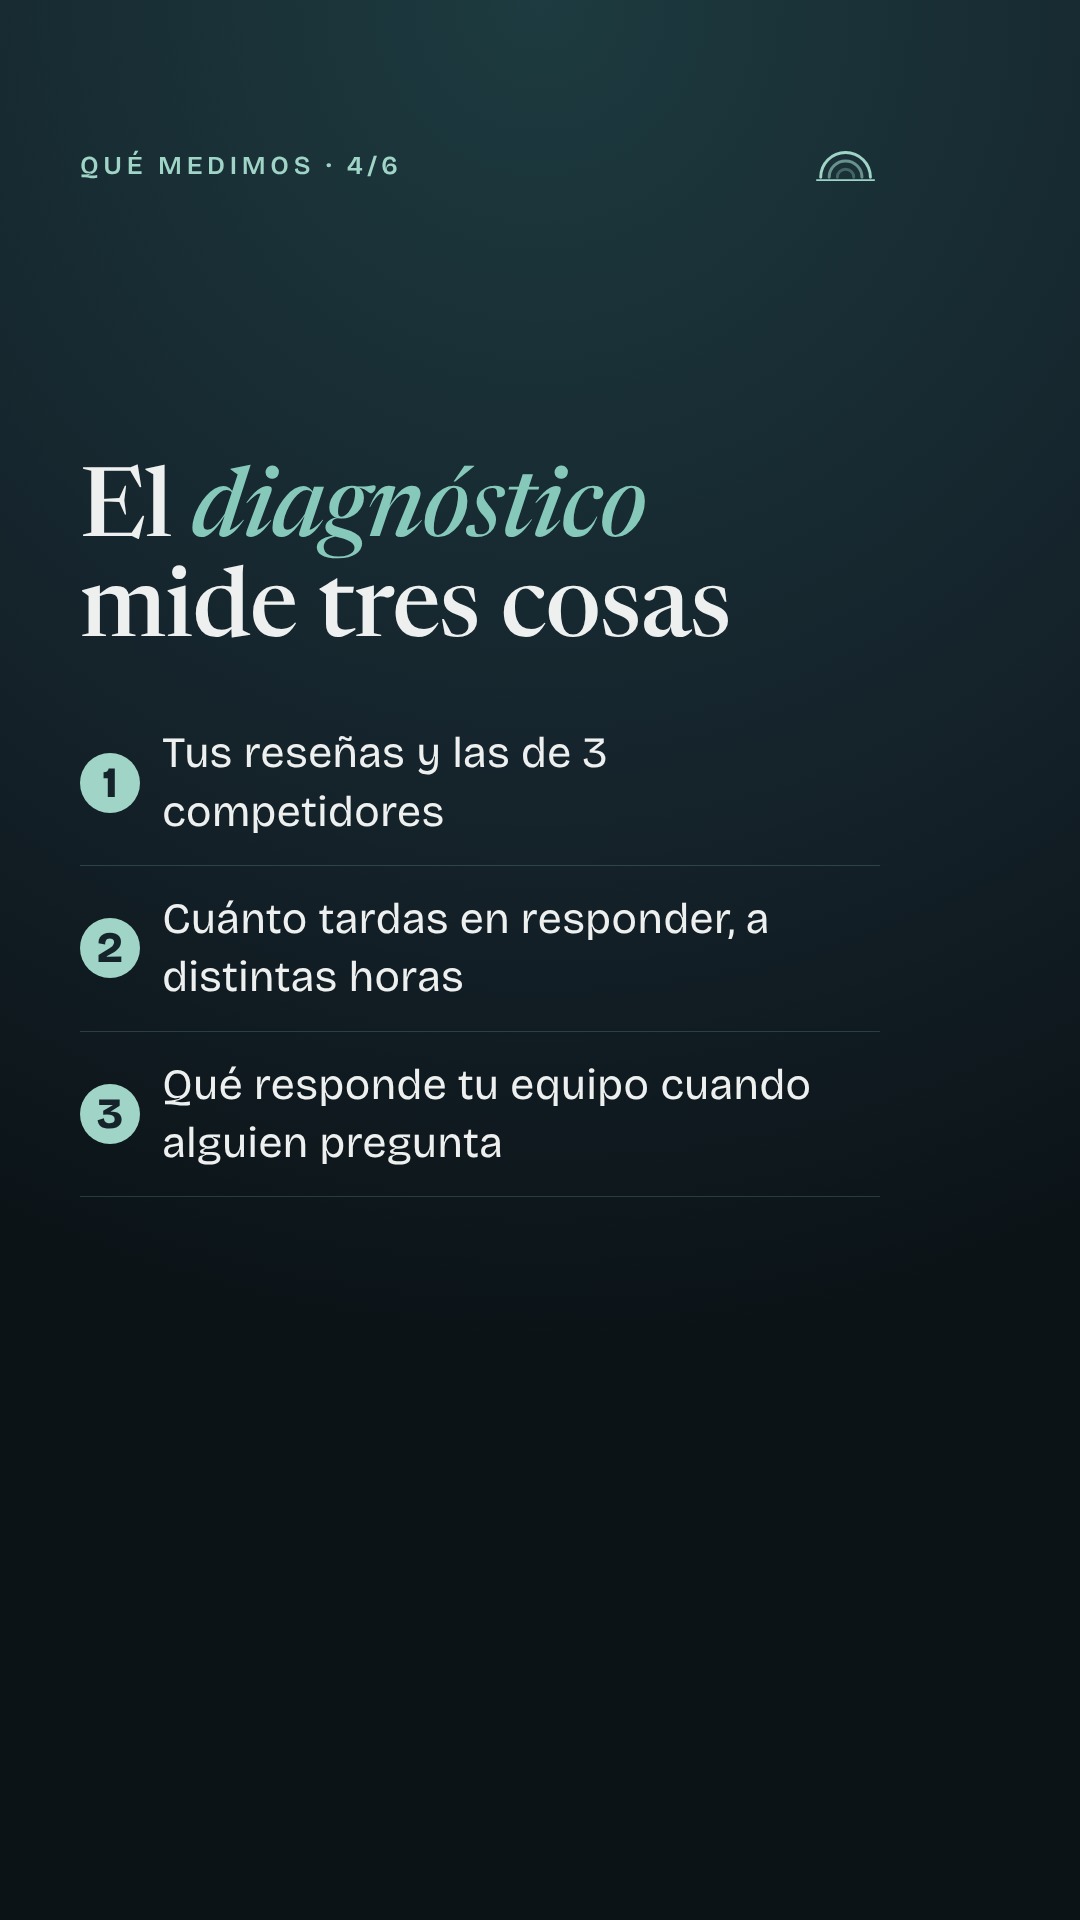 QUÉ MEDIMOS · 4/6
El diagnóstico
mide tres cosas
1
Tus reseñas y las de 3
competidores
2
Cuánto tardas en responder, a
distintas horas
3
Qué responde tu equipo cuando
alguien pregunta